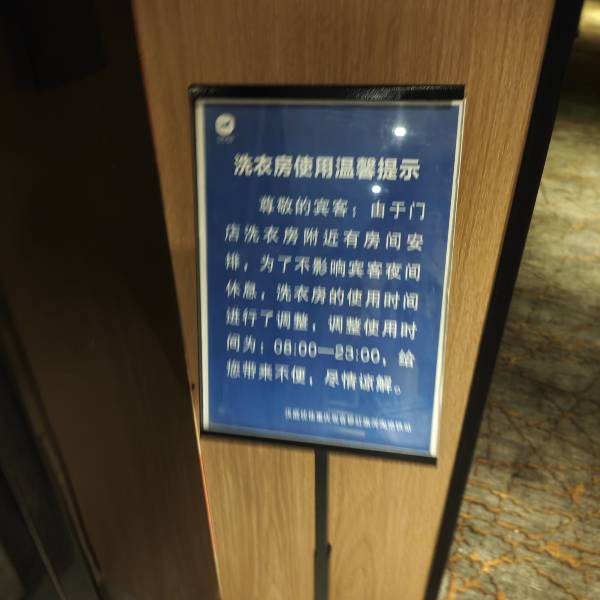 洗衣房使用温馨提示
尊敬的宾客：由于门
店洗衣房附近有房间安
排，为了不影响宾客夜间
休息，洗衣房的使用时间
进行了调整，调整使用时
间为：08:00—23:00，给
您带来不便，尽情谅解。